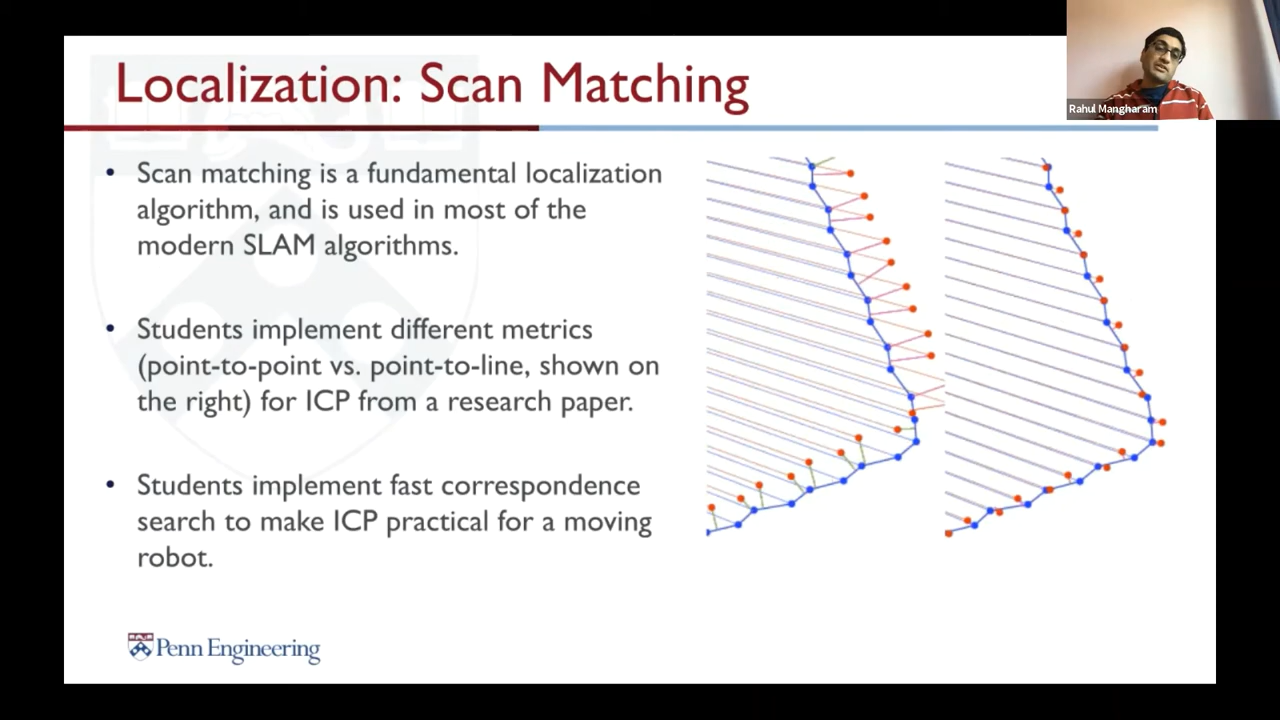 Localization: Scan Matching
Rahul Mangharam
• Scan matching is a fundamental localization
algorithm, and is used in most of the
modern SLAM algorithms.
• Students implement different metrics
(point-to-point vs. point-to-line, shown on
the right) for ICP from a research paper.
• Students implement fast correspondence
search to make ICP practical for a moving
robot.
Penn Engineering